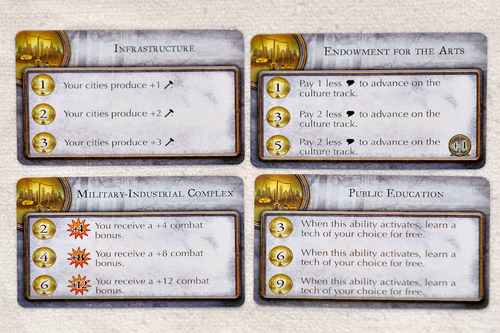 INFRASTRUCTURE
1 Your cities produce +1
2 Your cities produce +2
3 Your cities produce +3
ENDOWMENT FOR THE ARTS
1 Pay 1 less to advance on the
culture track.
3 Pay 2 less to advance on the
culture track.
5 Pay 2 less to advance on the
culture track.
MILITARY-INDUSTRIAL COMPLEX
2 +4 You receive a +4 combat
bonus.
4 +8 You receive a +8 combat
bonus.
6 +12 You receive a +12 combat
bonus.
PUBLIC EDUCATION
3 When this ability activates, learn a
tech of your choice for free.
6 When this ability activates, learn a
tech of your choice for free.
9 When this ability activates, learn a
tech of your choice for free.